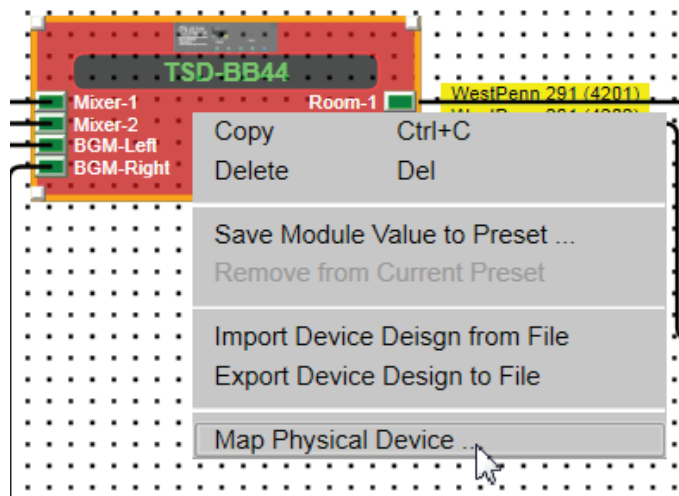 TSD-BB44
Mixer-1
Room-1
WestPenn 291 (4201)
Mixer-2
BGM-Left
BGM-Right
Copy Ctrl+C
Delete Del
Save Module Value to Preset ...
Remove from Current Preset
Import Device Deisgn from File
Export Device Design to File
Map Physical Device ...